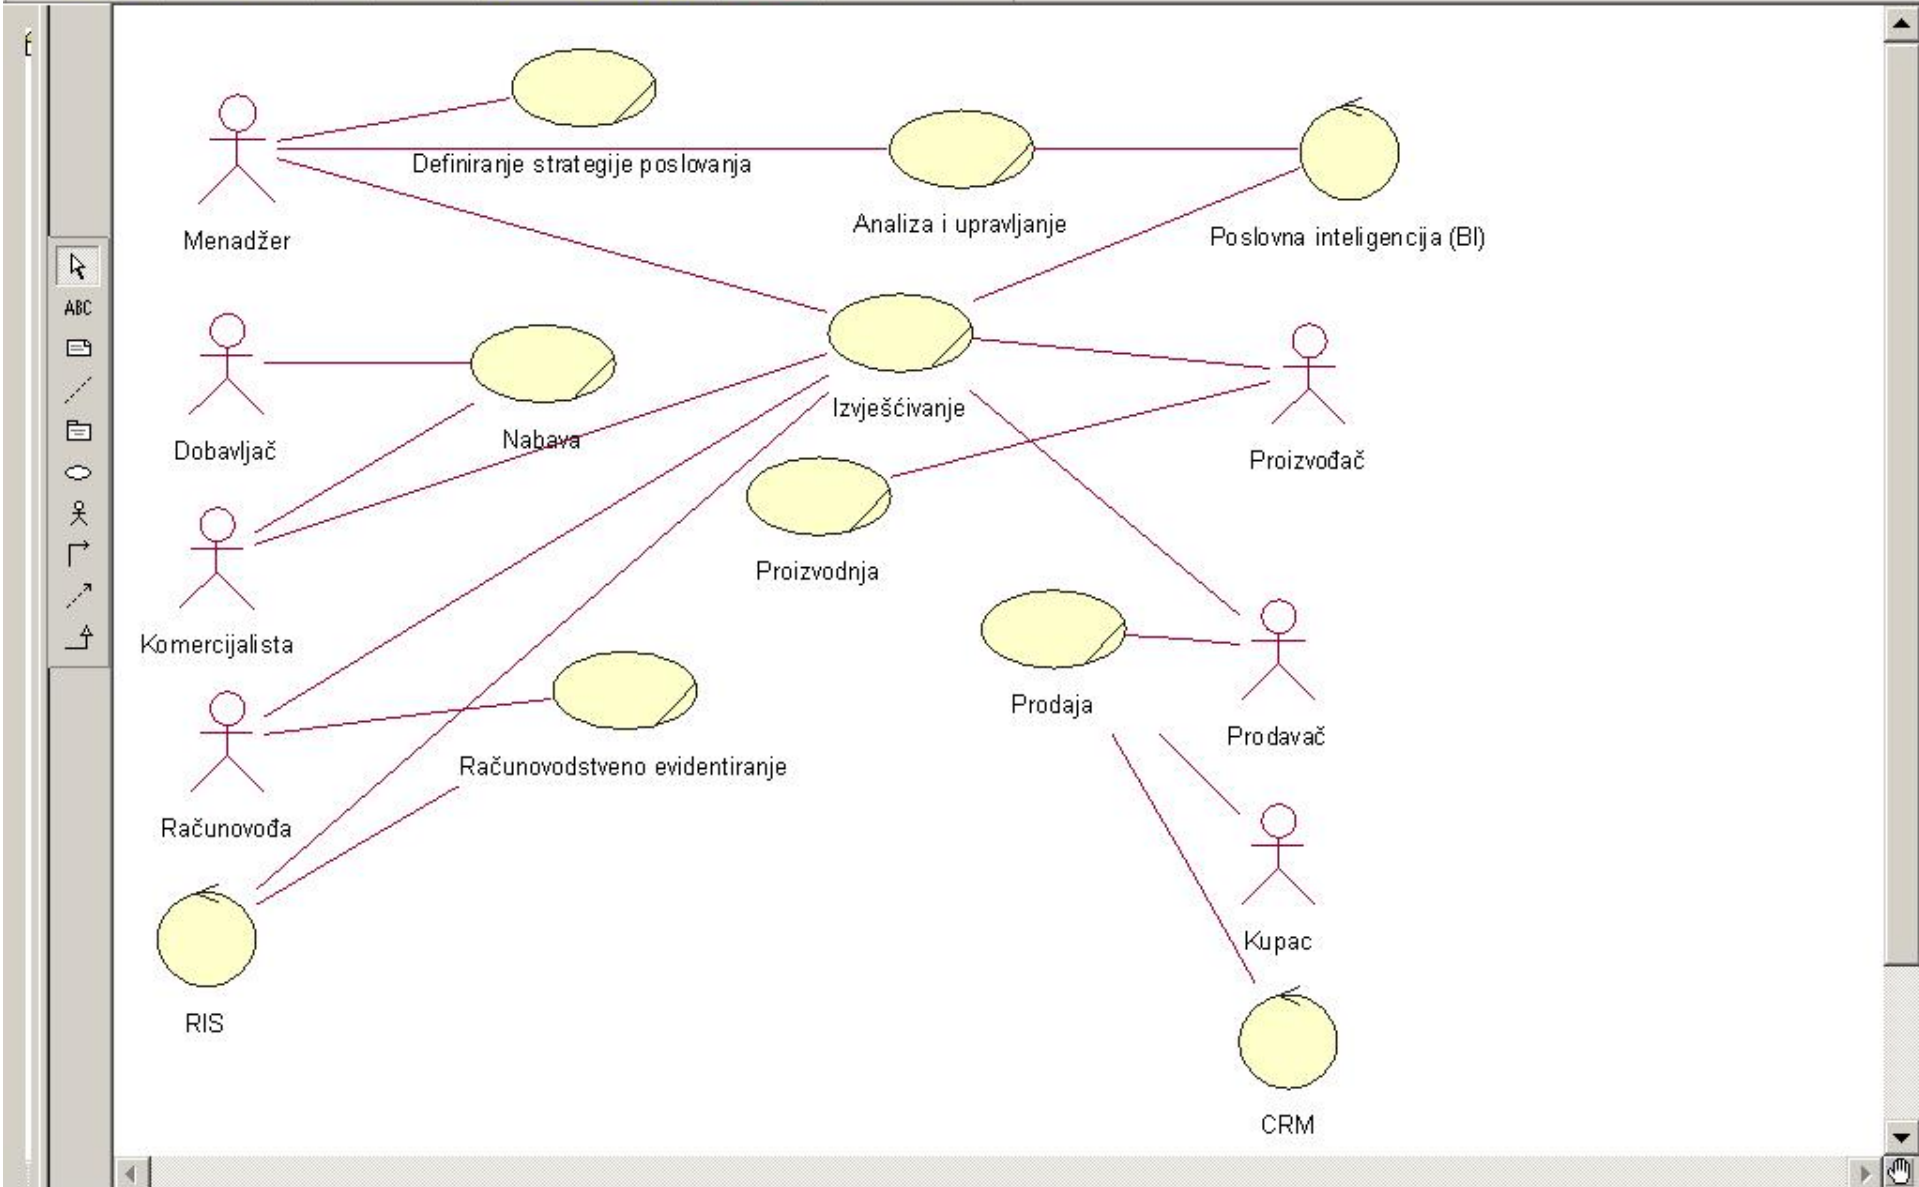 Definiranje strategije poslovanja
Analiza i upravljanje
Poslovna inteligencija (BI)
Menadžer
ABC
Izvješćivanje
Nabava
Dobavljač
Proizvođač
Proizvodnja
Komercijalista
Prodaja
Prodavač
Računovodstveno evidentiranje
Računovođa
Kupac
RIS
CRM